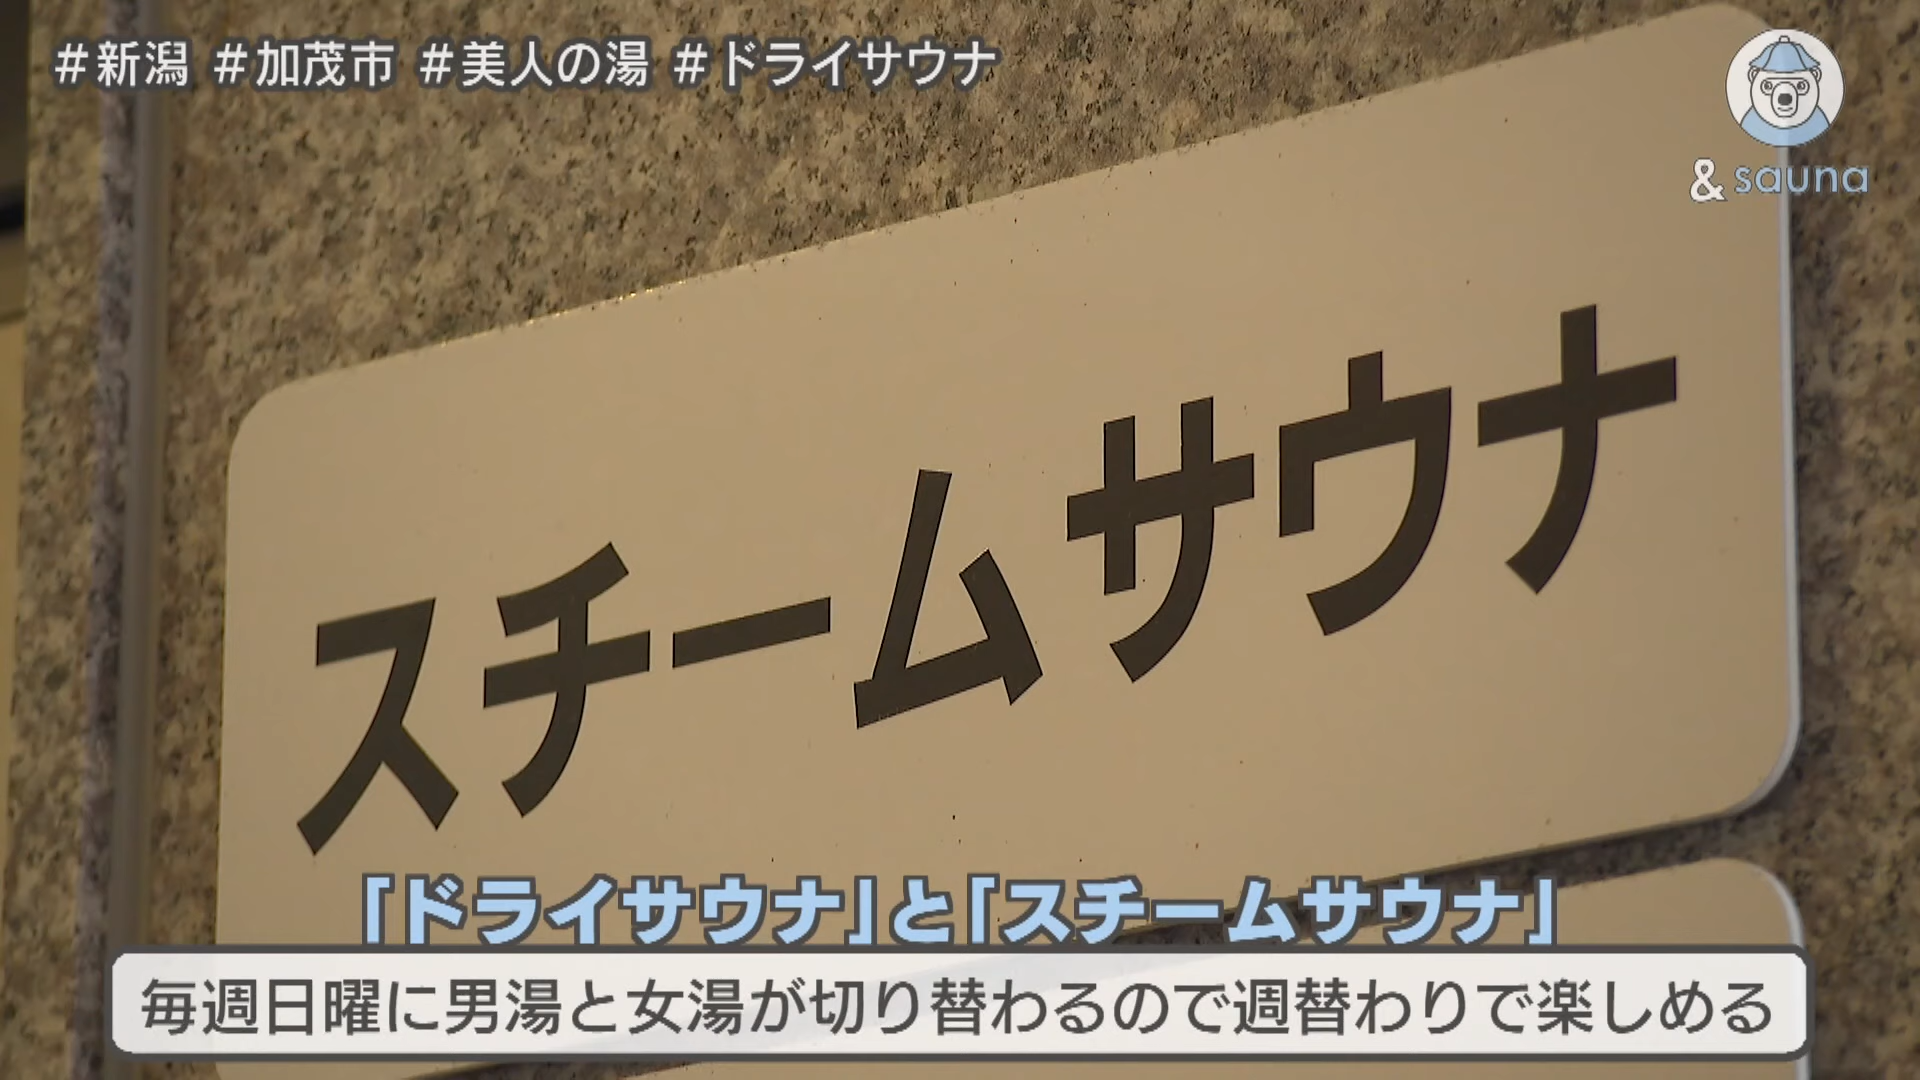 #新潟 #加茂市 #美人の湯 #ドライサウナ
& sauna
スチームサウナ
「ドライサウナ」と「スチームサウナ」
毎週日曜に男湯と女湯が切り替わるので週替わりで楽しめる